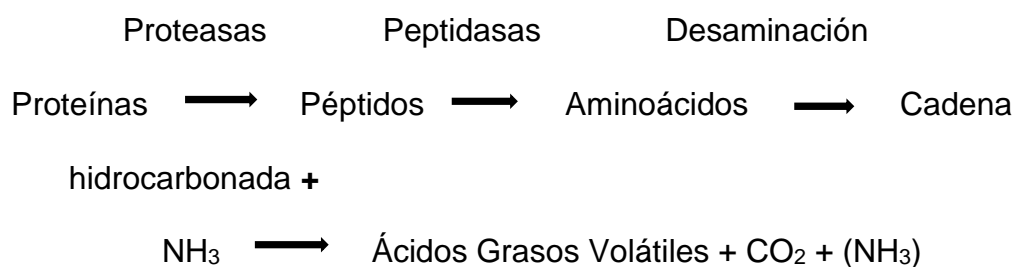 Proteasas Peptidasas Desaminación
Proteínas → Péptidos → Aminoácidos → Cadena
hidrocarbonada +
NH₃ → Ácidos Grasos Volátiles + CO₂ + (NH₃)